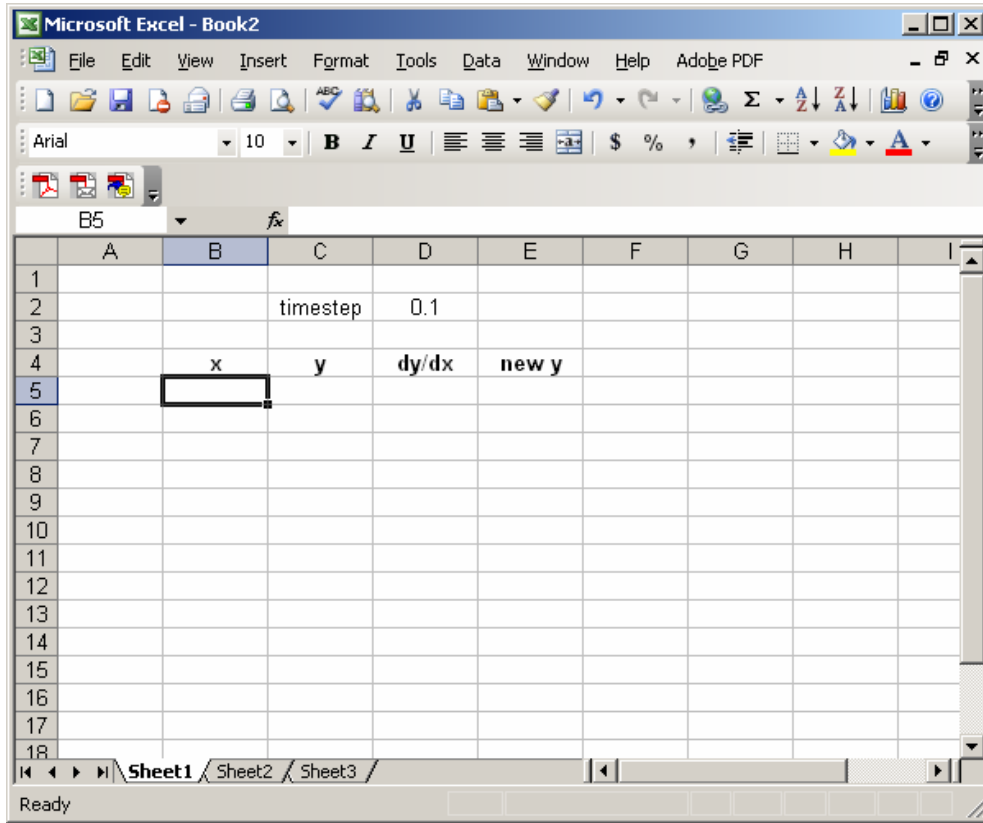 Microsoft Excel - Book2
File Edit View Insert Format Tools Data Window Help Adobe PDF
ABC Σ A Z Z A
Arial 10 B I U a $ % , A
B5 fx
A B C D E F G H I
1
2 timestep 0.1
3
4 x y dy/dx new y
5
6
7
8
9
10
11
12
13
14
15
16
17
18
Sheet1 Sheet2 Sheet3
Ready